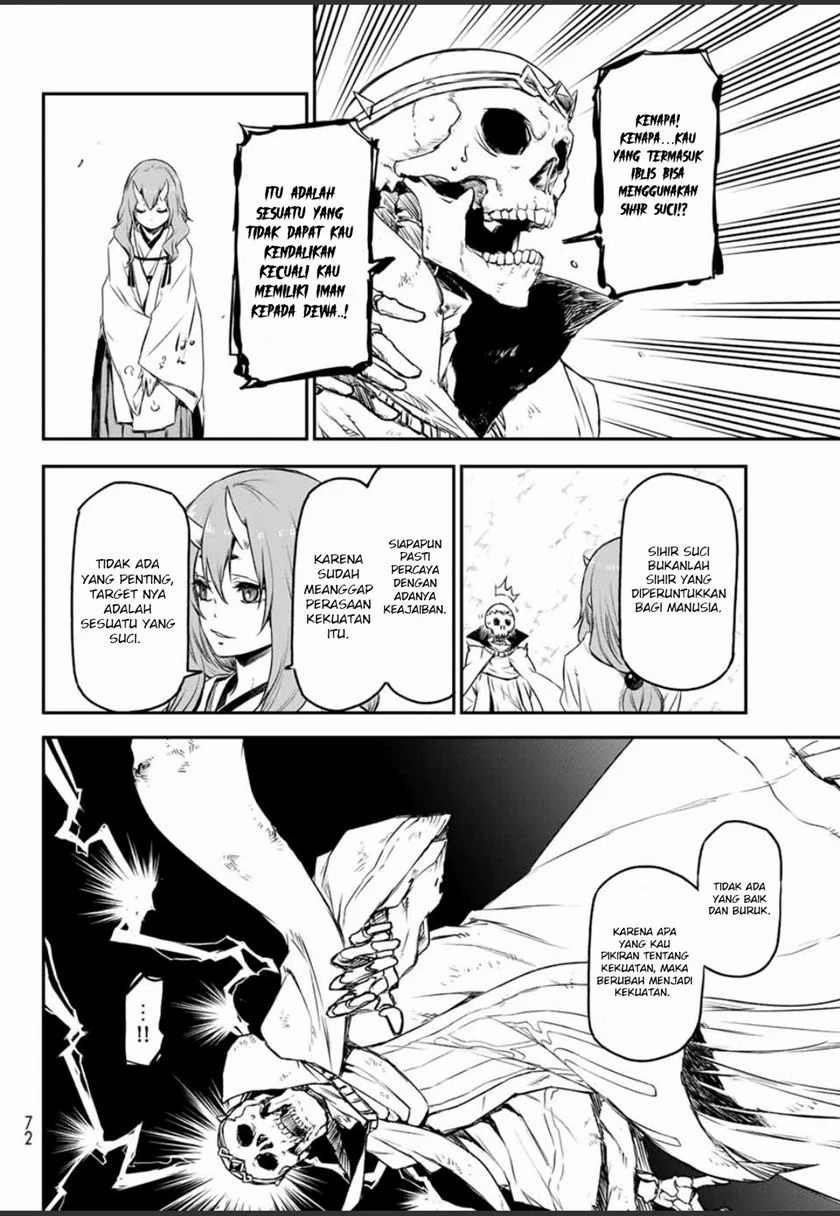 KENAPA!
KENAPA...KAU
YANG TERMASUK
IBLIS BISA
MENGGUNAKAN
SIHIR SUCI!?
ITU ADALAH
SESUATU YANG
TIDAK DAPAT KAU
KENDALIKAN
KECUALI KAU
MEMILIKI IMAN
KEPADA DEWA..!
SIHIR SUCI
BUKANLAH
SIHIR YANG
DIPERUNTUKKAN
BAGI MANUSIA.
SIAPAPUN
PASTI
PERCAYA
DENGAN
ADANYA
KEAJAIBAN.
KARENA
SUDAH
MEANGGAP
PERASAAN
KEKUATAN
ITU.
TIDAK ADA
YANG PENTING,
TARGET NYA
ADALAH
SESUATU YANG
SUCI.
TIDAK ADA
YANG BAIK
DAN BURUK.
KARENA APA
YANG KAU
PIKIRAN TENTANG
KEKUATAN, MAKA
BERUBAH MENJADI
KEKUATAN.
...!!
72